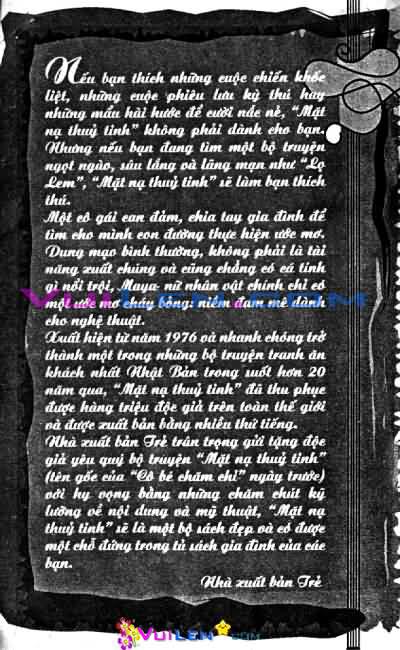 Nếu bạn thích những cuộc chiến khốc
liệt, những cuộc phiêu lưu kỳ thú hay
những mẩu hài hước để cười nắc nẻ, "Mặt
nạ thuỷ tinh" không phải dành cho bạn.
Nhưng nếu bạn đang tìm một bộ truyện
ngọt ngào, sâu lắng và lãng mạn như "Lọ
Lem", "Mặt nạ thuỷ tinh" sẽ làm bạn thích
thú.
Một cô gái can đảm, chia tay gia đình để
tìm cho mình con đường thực hiện ước mơ.
Dung mạo bình thường, không phải là tài
năng xuất chúng và cũng chẳng có cá tính
gì nổi trội, Maya- nữ nhân vật chính chỉ có
một ước mơ cháy bỏng: niềm đam mê dành
cho nghệ thuật.
Xuất hiện từ năm 1976 và nhanh chóng trở
thành một trong những bộ truyện tranh ăn
khách nhất Nhật Bản trong suốt hơn 20
năm qua, "Mặt nạ thuỷ tinh" đã thu phục
được hàng triệu độc giả trên toàn thế giới
và được xuất bản bằng nhiều thứ tiếng.
Nhà xuất bản Trẻ trân trọng gửi tặng độc
giả yêu quý bộ truyện "Mặt nạ thuỷ tinh"
(tên gốc của "Cô bé chăm chỉ" ngày trước)
với hy vọng bằng những chăm chút kỹ
lưỡng về nội dung và mỹ thuật, "Mặt nạ
thuỷ tinh" sẽ là một bộ sách đẹp và có được
một chỗ đứng trong tủ sách gia đình của các
bạn.
Nhà xuất bản Trẻ
VUILEN.COM
VuiLen.com